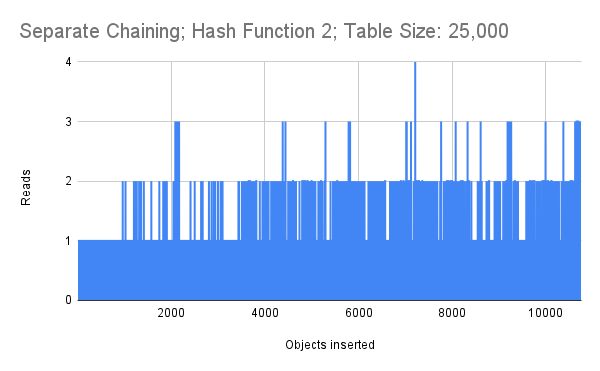 Separate Chaining; Hash Function 2; Table Size: 25,000
4
3
2
1
0
Reads
2000 4000 6000 8000 10000
Objects inserted